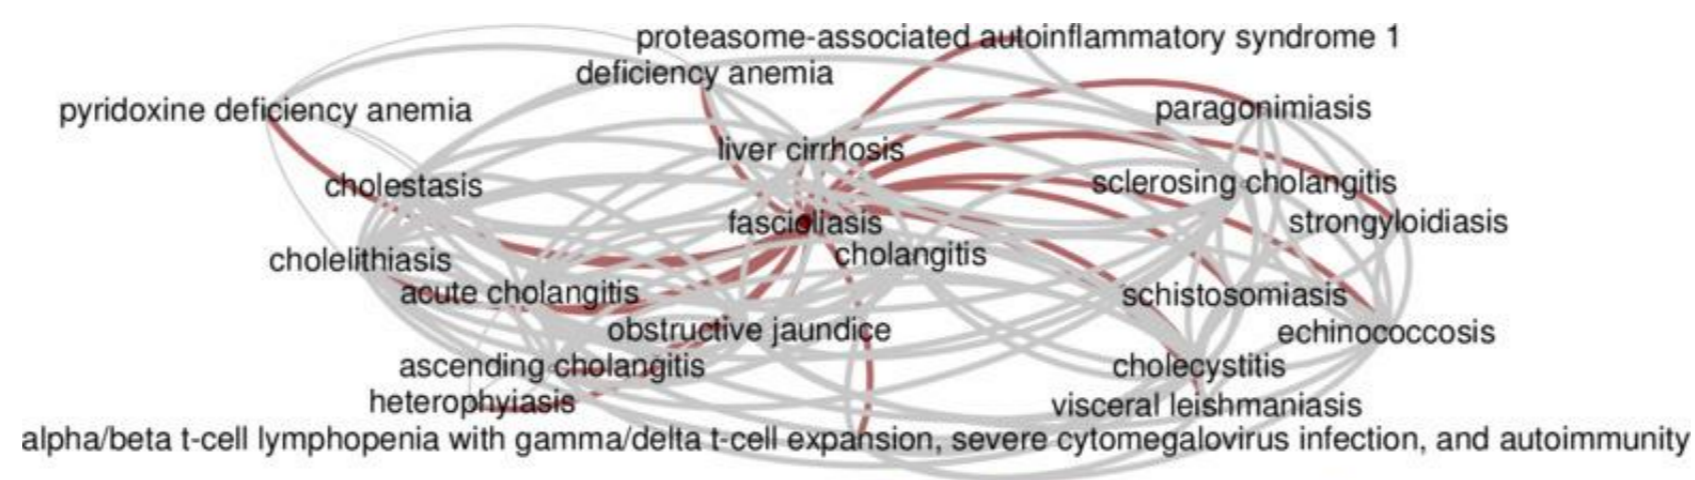 proteasome-associated autoinflammatory syndrome 1
deficiency anemia
pyridoxine deficiency anemia
paragonimiasis
liver cirrhosis
cholestasis
sclerosing cholangitis
fascioliasis
strongyloidiasis
cholangitis
cholelithiasis
acute cholangitis
schistosomiasis
obstructive jaundice
echinococcosis
ascending cholangitis
cholecystitis
heterophyiasis
visceral leishmaniasis
alpha/beta t-cell lymphopenia with gamma/delta t-cell expansion, severe cytomegalovirus infection, and autoimmunity